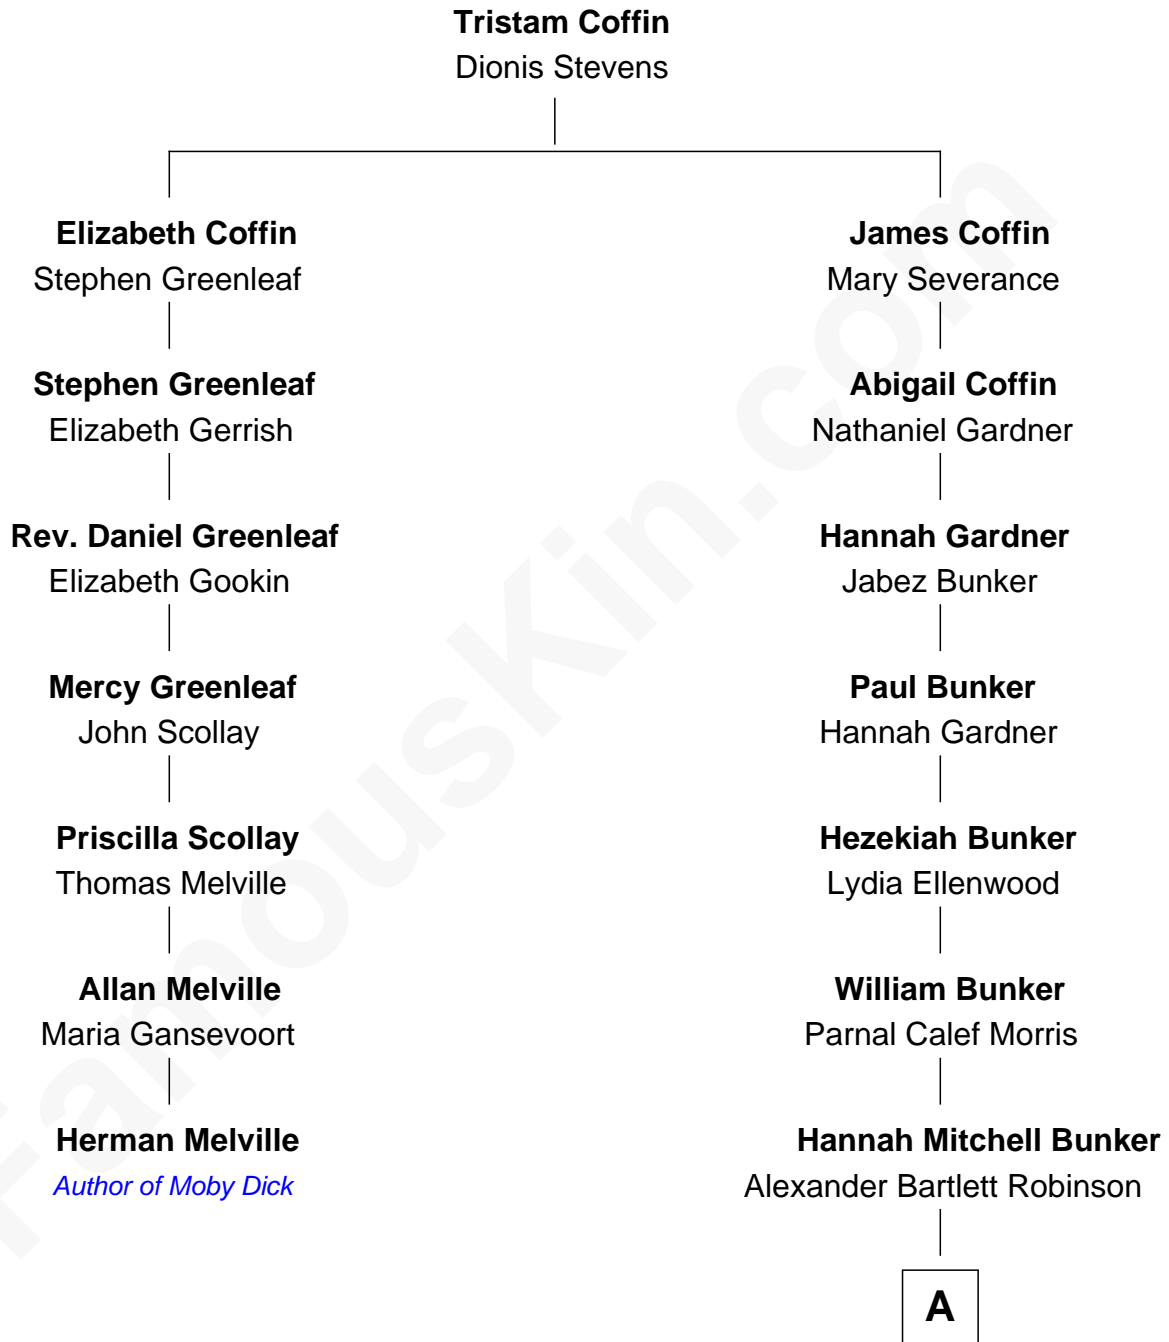 Tristam Coffin
Dionis Stevens
Elizabeth Coffin
Stephen Greenleaf
Stephen Greenleaf
Elizabeth Gerrish
Rev. Daniel Greenleaf
Elizabeth Gookin
Mercy Greenleaf
John Scollay
Priscilla Scollay
Thomas Melville
Allan Melville
Maria Gansevoort
Herman Melville
Author of Moby Dick
James Coffin
Mary Severance
Abigail Coffin
Nathaniel Gardner
Hannah Gardner
Jabez Bunker
Paul Bunker
Hannah Gardner
Hezekiah Bunker
Lydia Ellenwood
William Bunker
Parnal Calef Morris
Hannah Mitchell Bunker
Alexander Bartlett Robinson
A
FamousKin.com